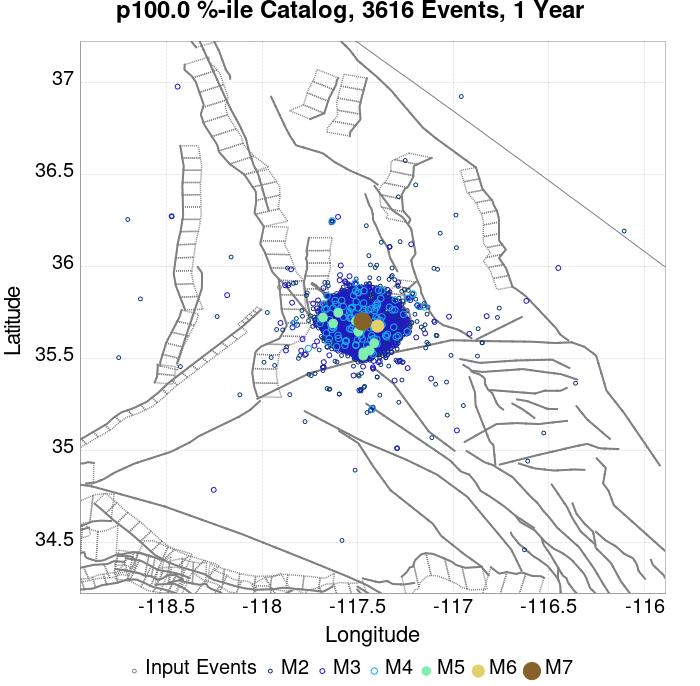 p100.0 %-ile Catalog, 3616 Events, 1 Year
37
36.5
36
35.5
35
34.5
Latitude
-118.5 -118 -117.5 -117 -116.5 -116
Longitude
Input Events M2 M3 M4 M5 M6 M7